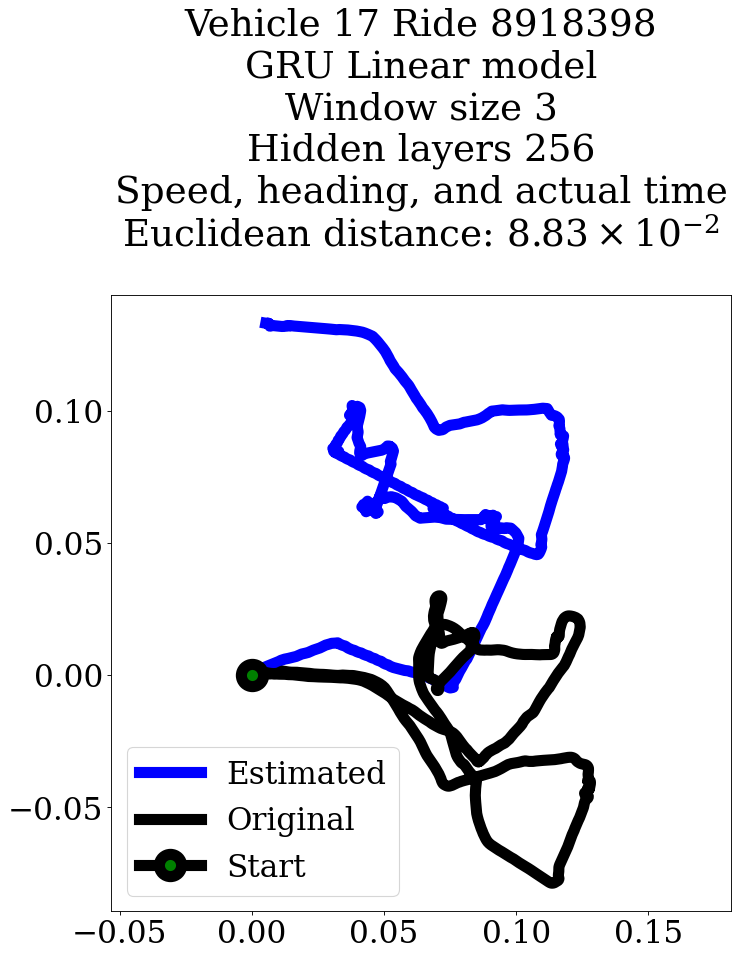 Vehicle 17 Ride 8918398
GRU Linear model
Window size 3
Hidden layers 256
Speed, heading, and actual time
Euclidean distance: 8.83 × 10⁻²
0.10
0.05
0.00
−0.05
Estimated
Original
Start
−0.05 0.00 0.05 0.10 0.15